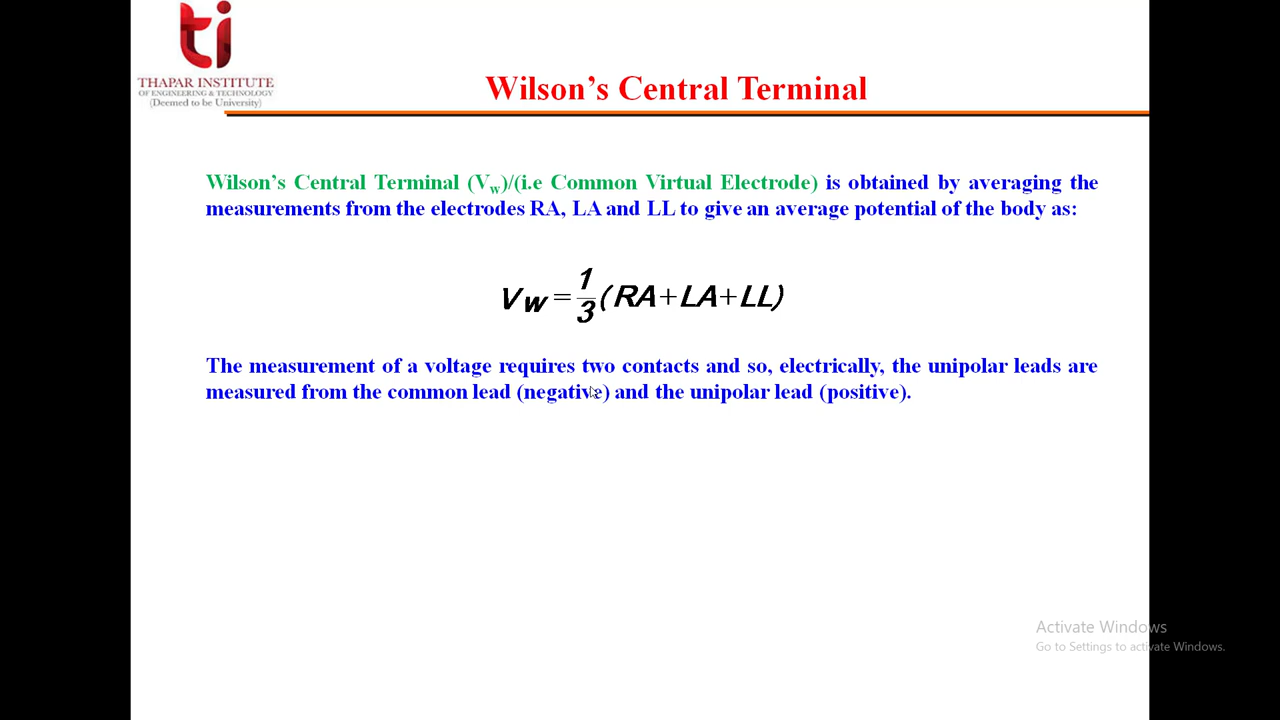 ti
THAPAR INSTITUTE
OF ENGINEERING & TECHNOLOGY
(Deemed to be University)
Wilson's Central Terminal
Wilson's Central Terminal (Vw)/(i.e Common Virtual Electrode) is obtained by averaging the
measurements from the electrodes RA, LA and LL to give an average potential of the body as:
Vw = 1/3 (RA+LA+LL)
The measurement of a voltage requires two contacts and so, electrically, the unipolar leads are
measured from the common lead (negative) and the unipolar lead (positive).
Activate Windows
Go to Settings to activate Windows.